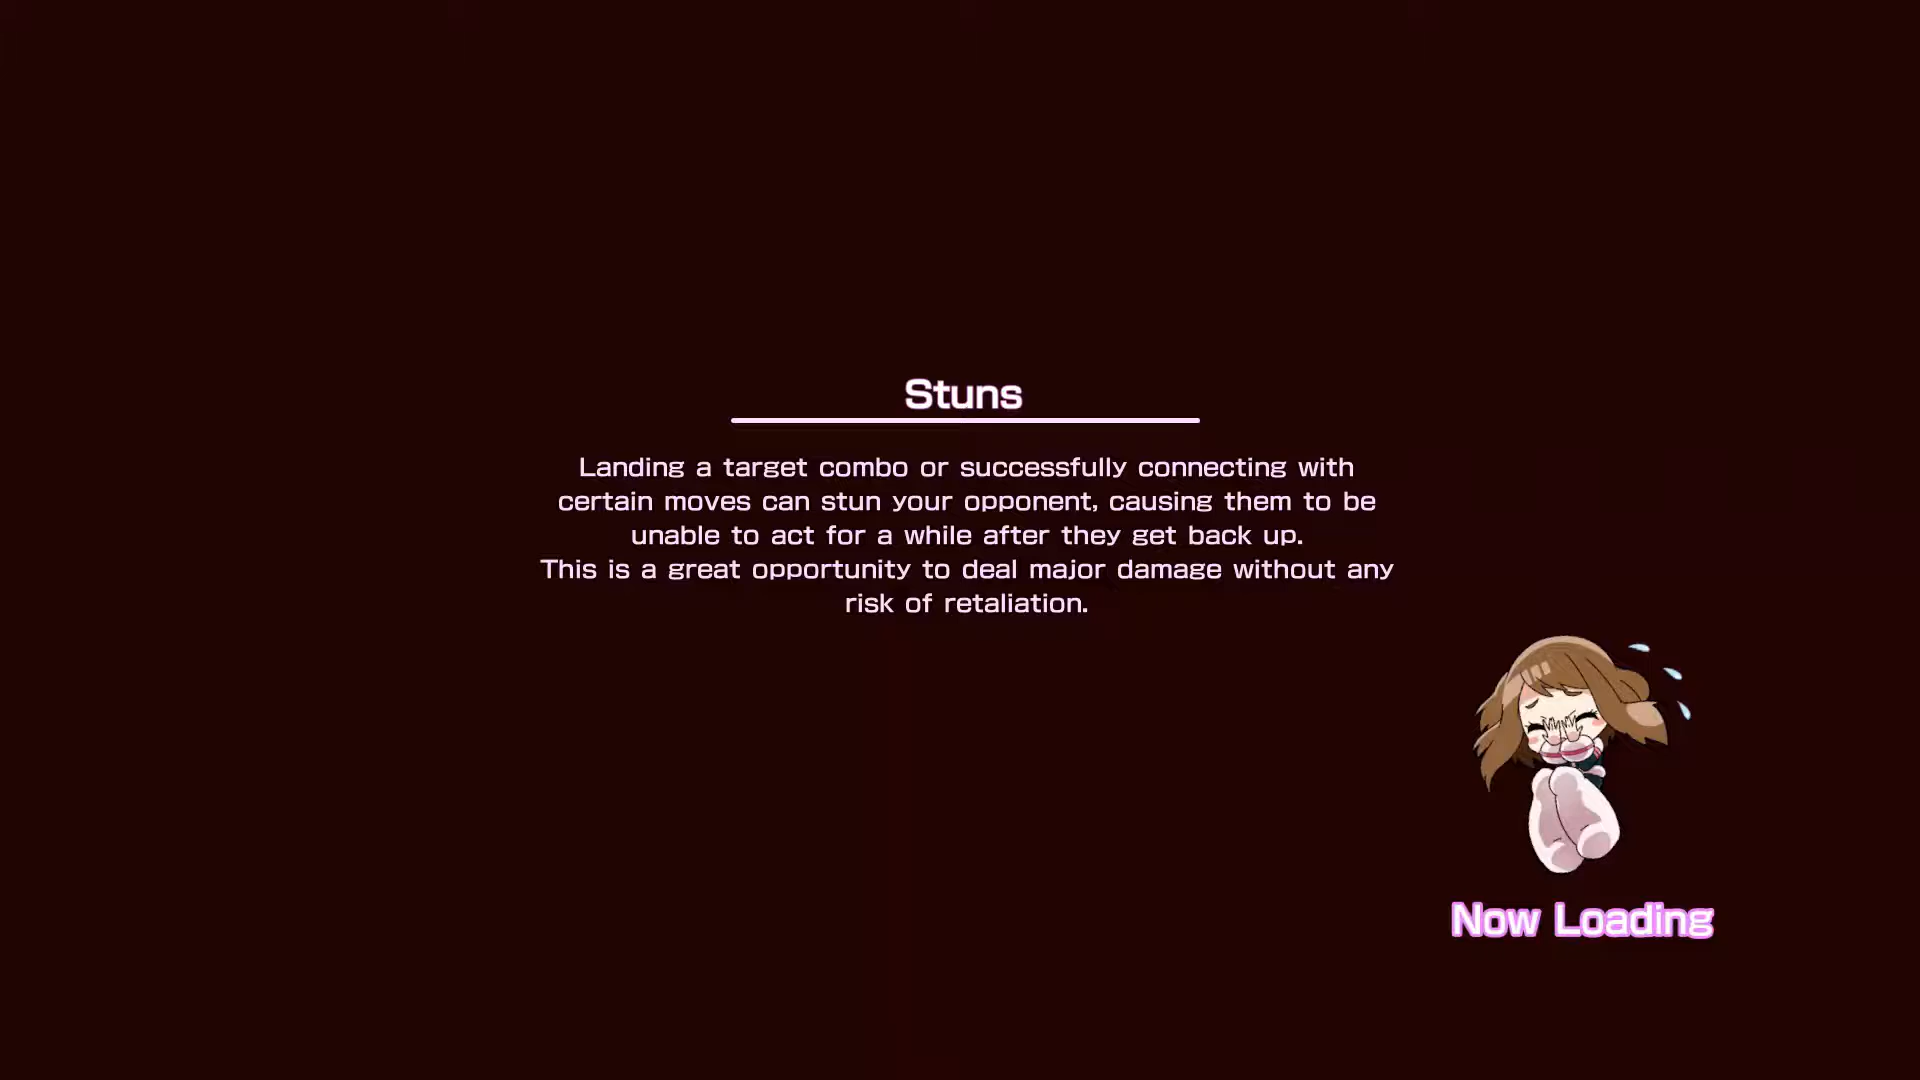 Stuns
Landing a target combo or successfully connecting with
certain moves can stun your opponent, causing them to be
unable to act for a while after they get back up.
This is a great opportunity to deal major damage without any
risk of retaliation.
Now Loading